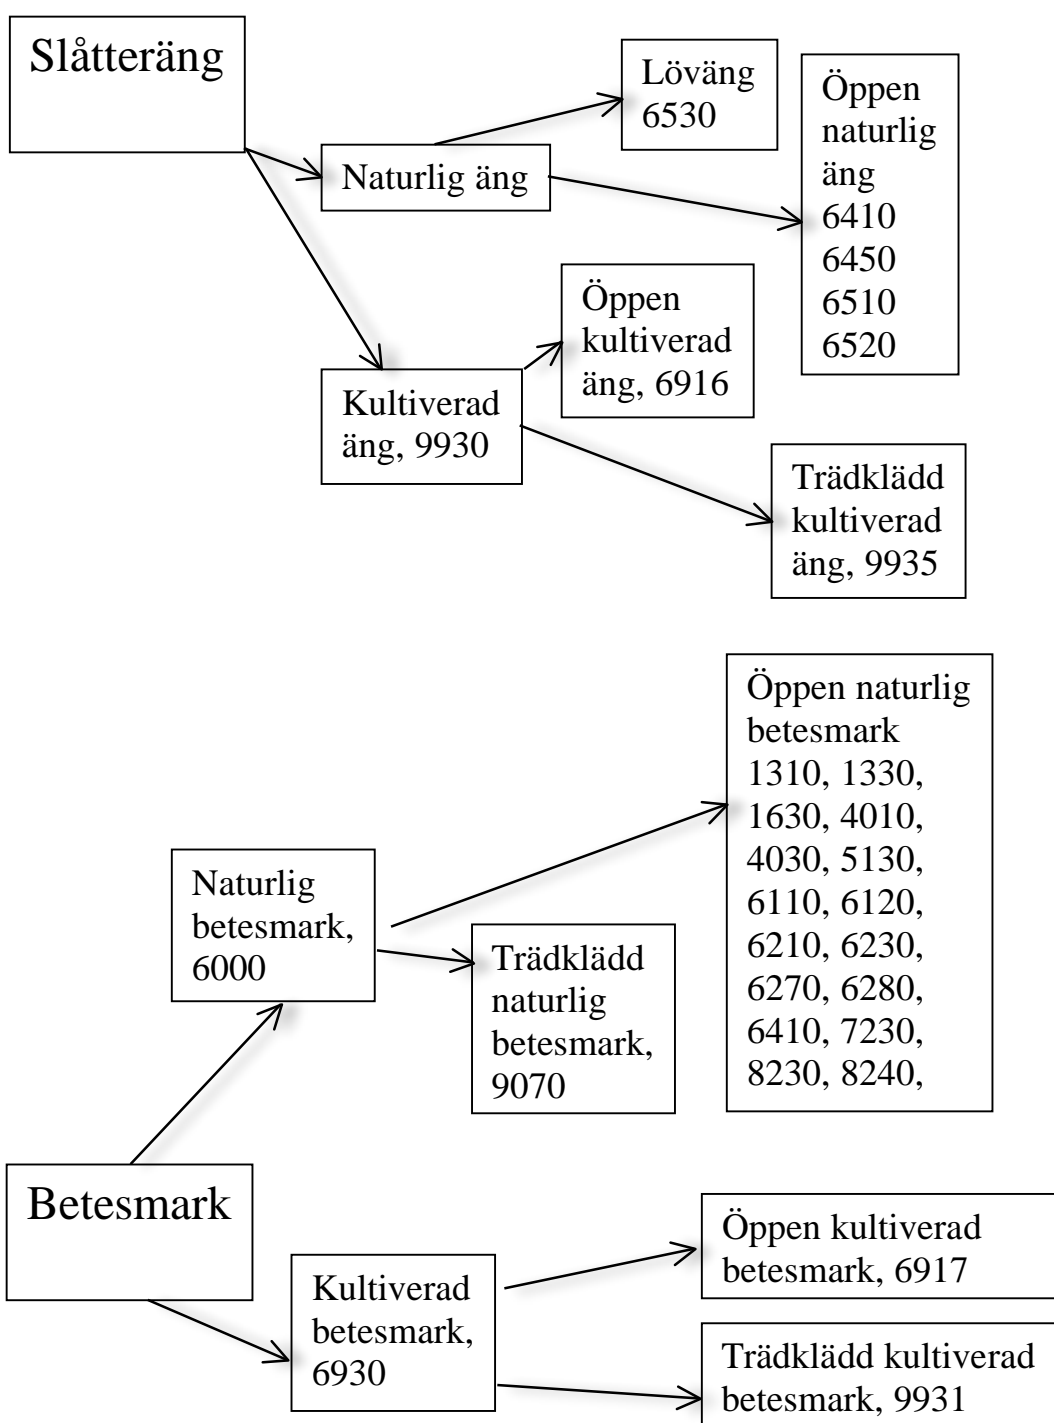 Slåtteräng
Löväng
6530
Naturlig äng
Öppen
naturlig
äng
6410
6450
6510
6520
Öppen
kultiverad
äng, 6916
Kultiverad
äng, 9930
Trädklädd
kultiverad
äng, 9935
Öppen naturlig
betesmark
1310, 1330,
1630, 4010,
4030, 5130,
6110, 6120,
6210, 6230,
6270, 6280,
6410, 7230,
8230, 8240,
Naturlig
betesmark,
6000
Trädklädd
naturlig
betesmark,
9070
Betesmark
Kultiverad
betesmark,
6930
Öppen kultiverad
betesmark, 6917
Trädklädd kultiverad
betesmark, 9931